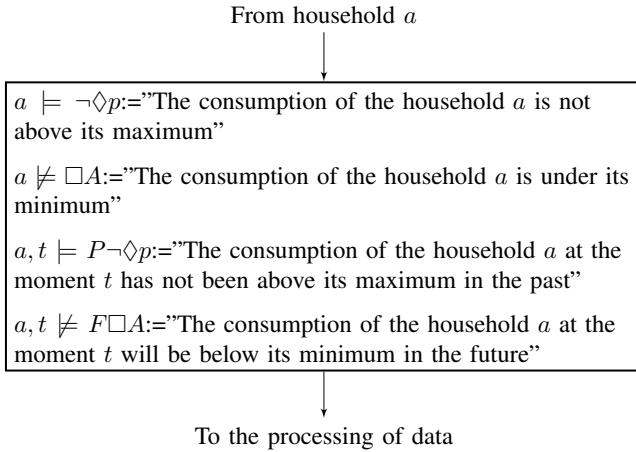 From household a
a ⊨ ¬◊p:=”The consumption of the household a is not
above its maximum”
a ⊭ □A:=”The consumption of the household a is under its
minimum”
a, t ⊨ P¬◊p:=”The consumption of the household a at the
moment t has not been above its maximum in the past”
a, t ⊭ F□A:=”The consumption of the household a at the
moment t will be below its minimum in the future”
To the processing of data